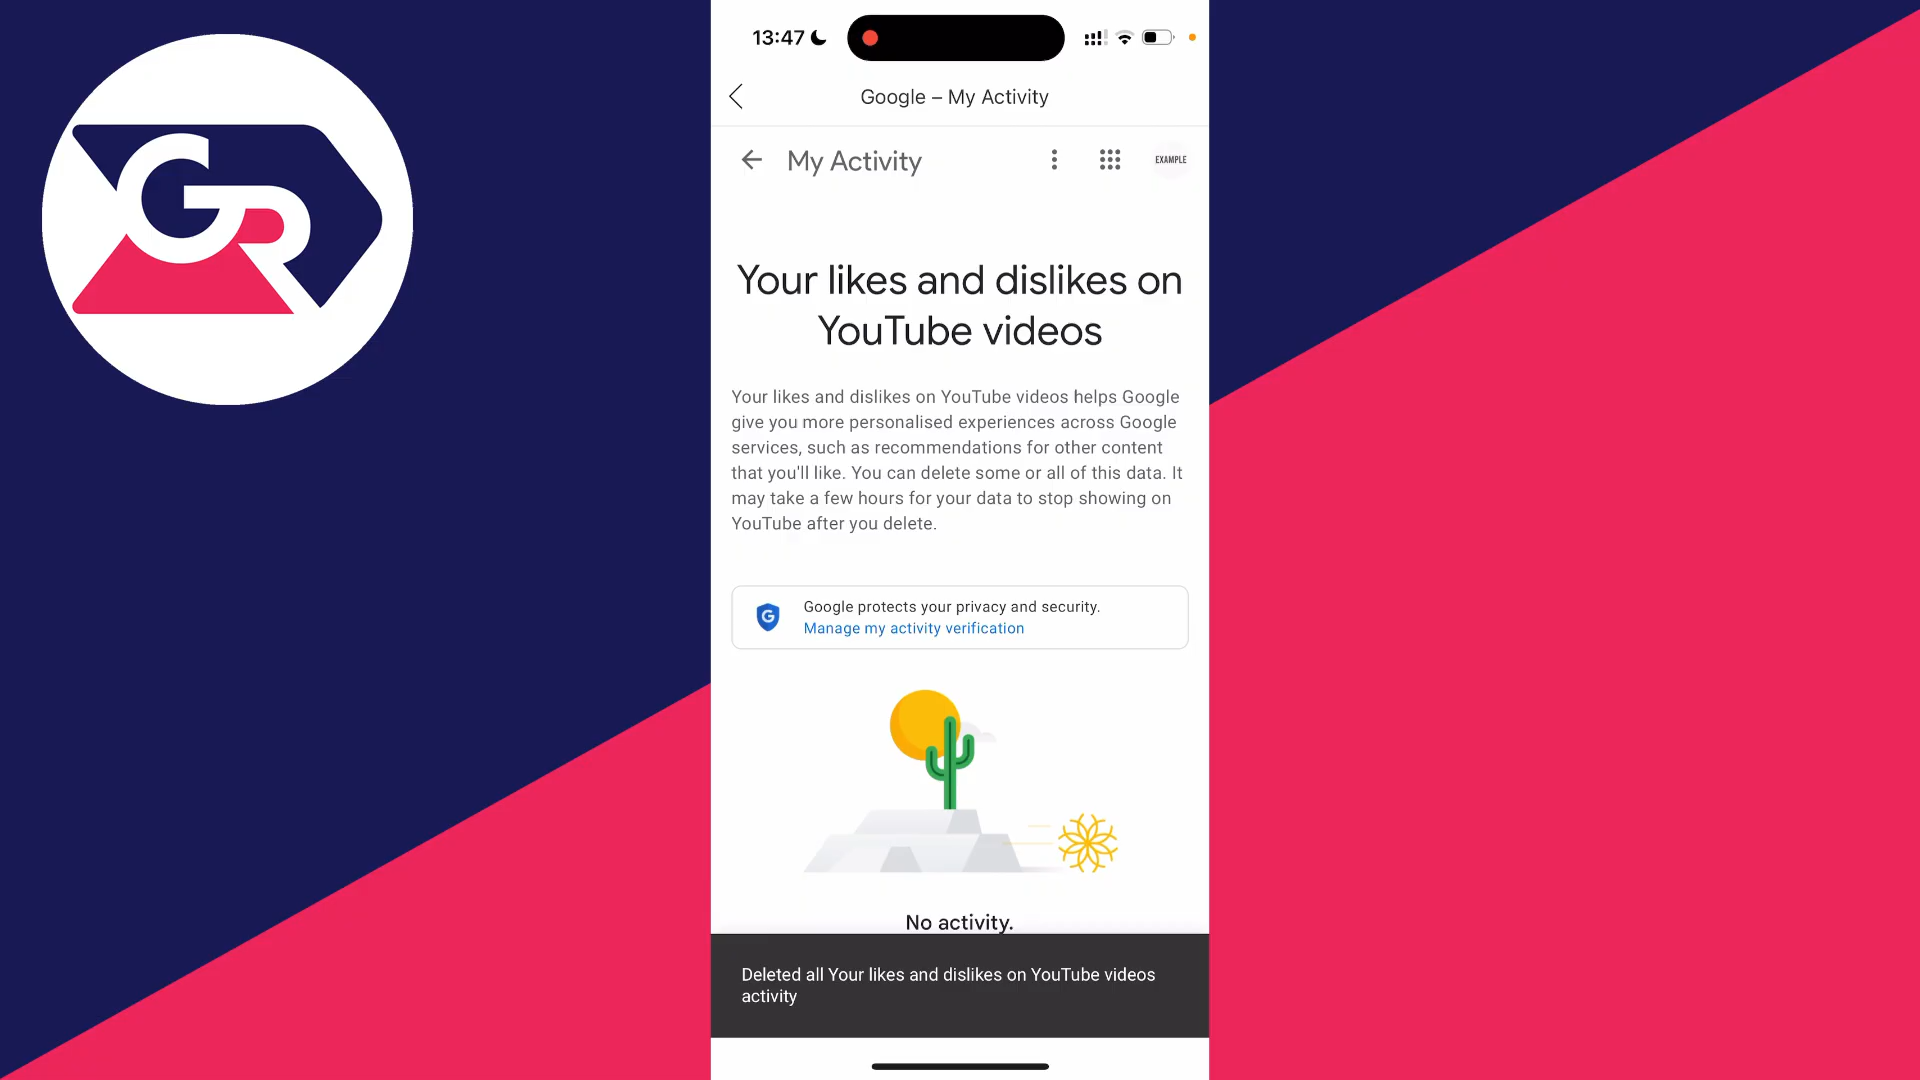 GR
13:47
Google – My Activity
My Activity
EXAMPLE
Your likes and dislikes on
YouTube videos
Your likes and dislikes on YouTube videos helps Google
give you more personalised experiences across Google
services, such as recommendations for other content
that you'll like. You can delete some or all of this data. It
may take a few hours for your data to stop showing on
YouTube after you delete.
G
Google protects your privacy and security.
Manage my activity verification
No activity.
Deleted all Your likes and dislikes on YouTube videos
activity